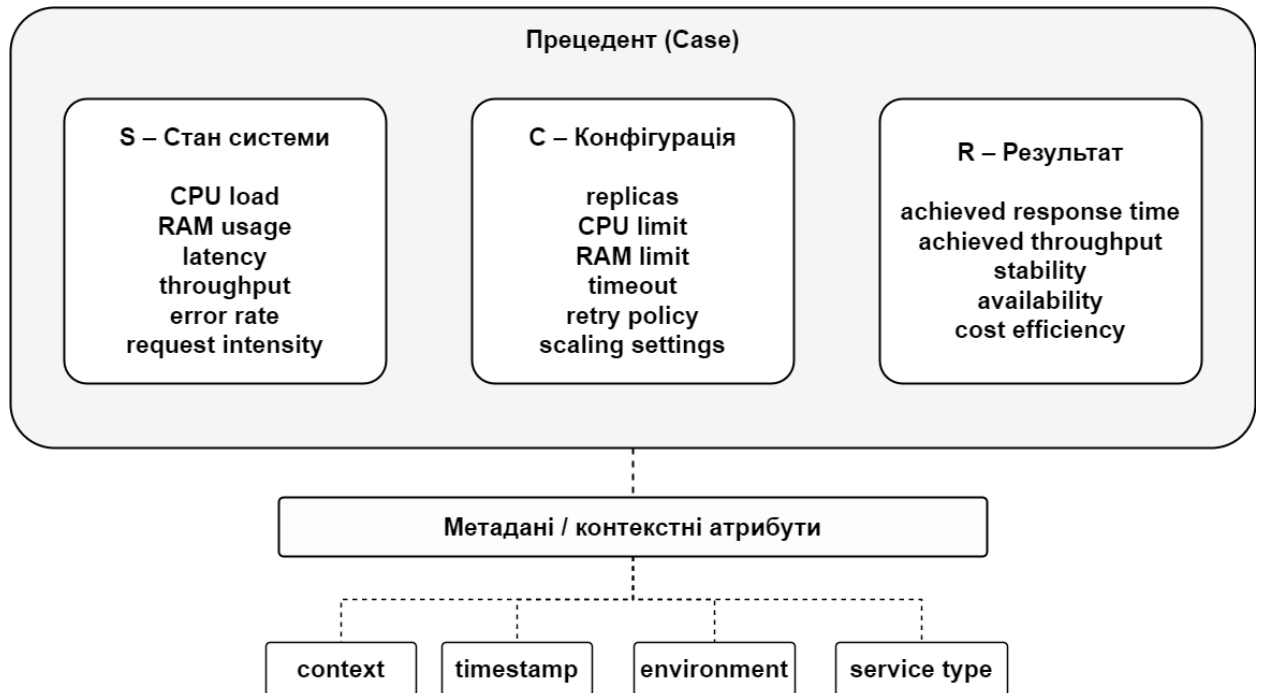 Прецедент (Case)
S – Стан системи
CPU load
RAM usage
latency
throughput
error rate
request intensity
C – Конфігурація
replicas
CPU limit
RAM limit
timeout
retry policy
scaling settings
R – Результат
achieved response time
achieved throughput
stability
availability
cost efficiency
Метадані / контекстні атрибути
context
timestamp
environment
service type